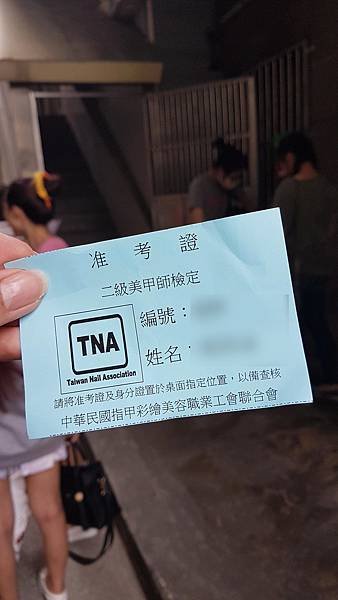 准考證
二級美甲師檢定
TNA
Taiwan Nail Association
編號：
姓名：
請將准考證及身分證置於桌面指定位置，以備查核
中華民國指甲彩繪美容職業工會聯合會